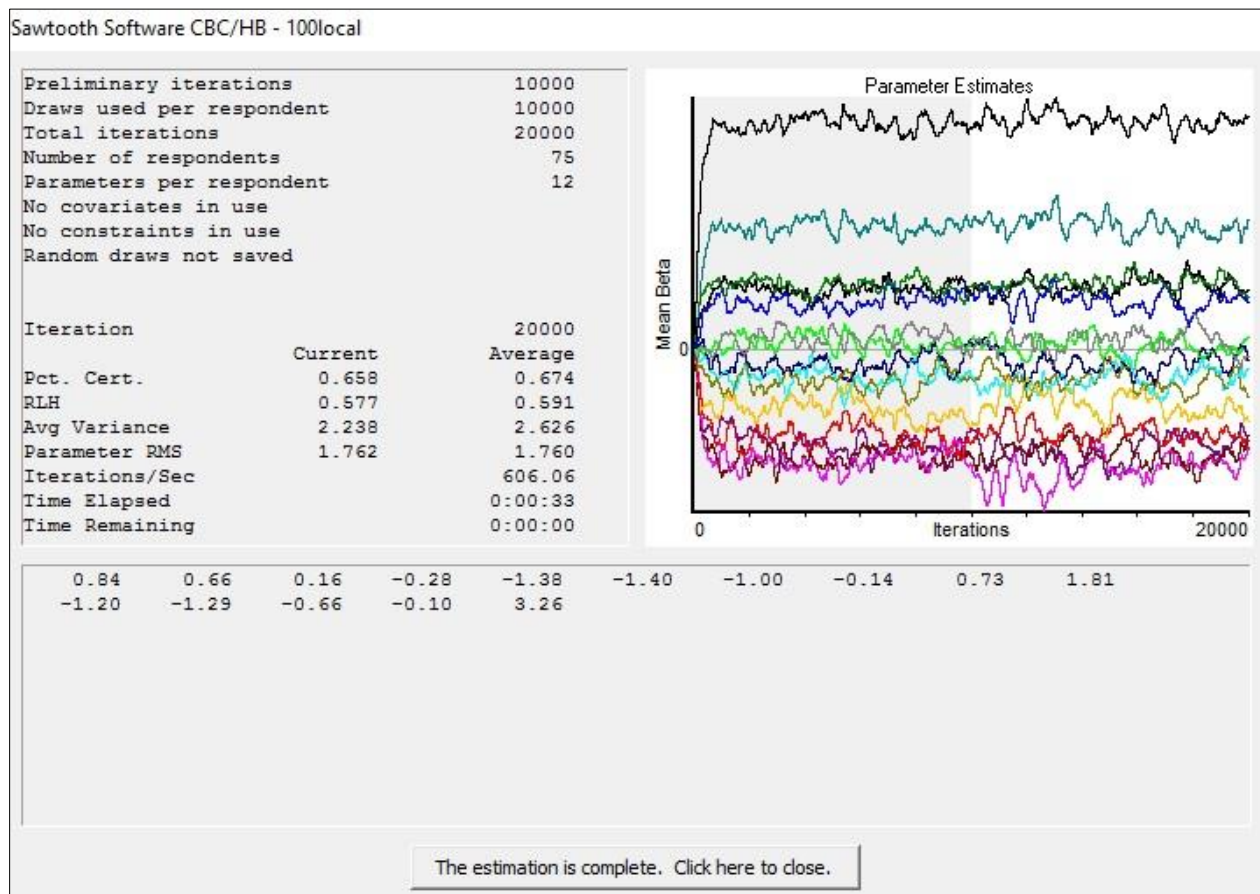 Sawtooth Software CBC/HB - 100local
Preliminary iterations 10000
Draws used per respondent 10000
Total iterations 20000
Number of respondents 75
Parameters per respondent 12
No covariates in use
No constraints in use
Random draws not saved
Iteration 20000
Current Average
Pct. Cert. 0.658 0.674
RLH 0.577 0.591
Avg Variance 2.238 2.626
Parameter RMS 1.762 1.760
Iterations/Sec 606.06
Time Elapsed 0:00:33
Time Remaining 0:00:00
Parameter Estimates
Mean Beta
0
0 Iterations 20000
0.84 0.66 0.16 -0.28 -1.38 -1.40 -1.00 -0.14 0.73 1.81
-1.20 -1.29 -0.66 -0.10 3.26
The estimation is complete. Click here to close.